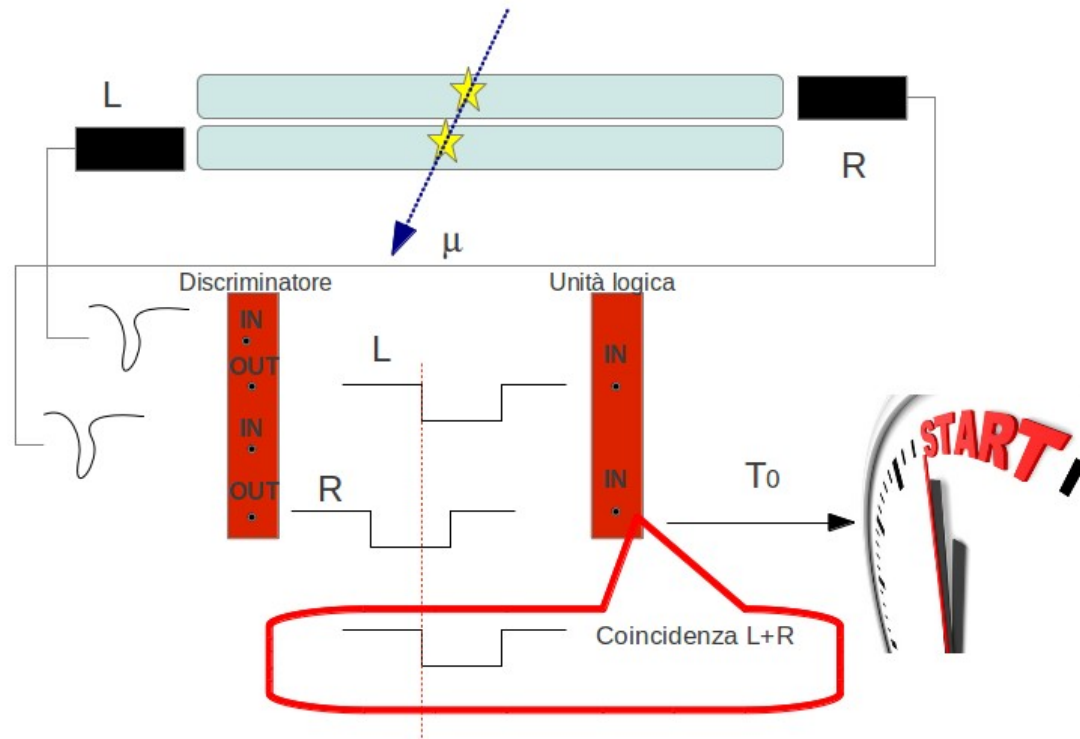 L
R
μ
Discriminatore
Unità logica
IN
OUT
IN
OUT
L
R
IN
IN
T0
START
Coincidenza L+R